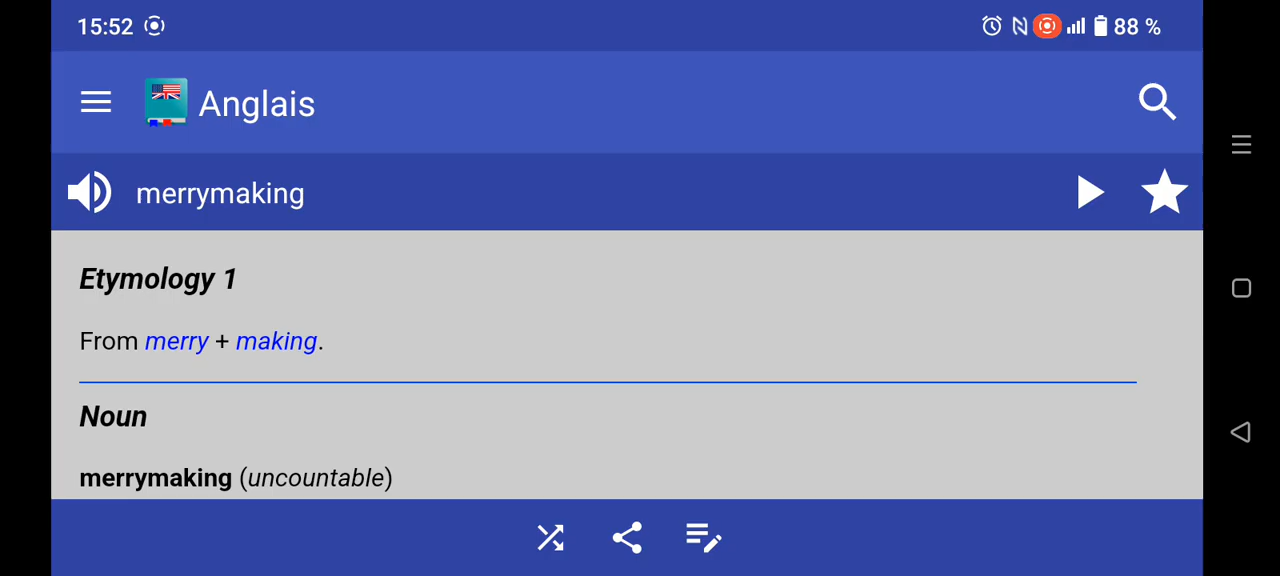 15:52 88 %
Anglais
merrymaking
Etymology 1
From merry + making.
Noun
merrymaking (uncountable)